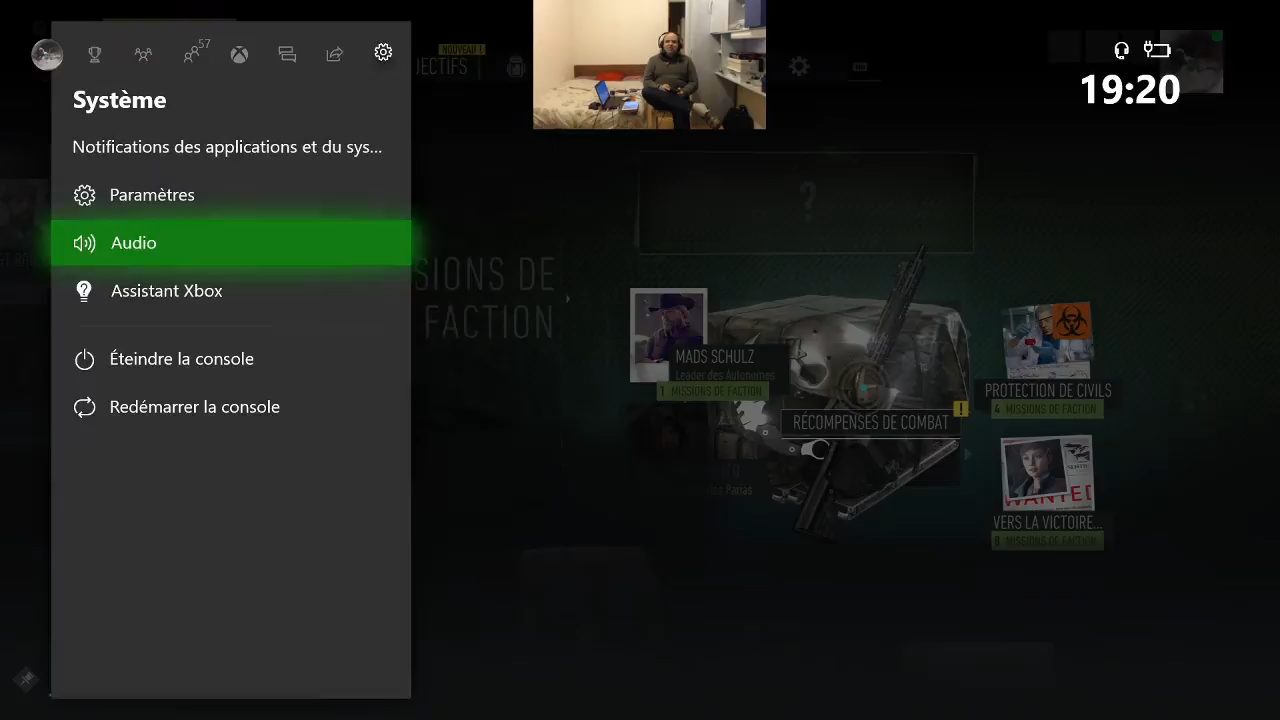 57
Système
Notifications des applications et du sys...
Paramètres
Audio
Assistant Xbox
Éteindre la console
Redémarrer la console
NOUVEAU !
JECTIFS
19:20
?
SIONS DE
FACTION
MADS SCHULZ
Leader des Autonomes
1 MISSIONS DE FACTION
RÉCOMPENSES DE COMBAT
!
Parias
PROTECTION DE CIVILS
4 MISSIONS DE FACTION
WANTED
VERS LA VICTOIRE...
8 MISSIONS DE FACTION